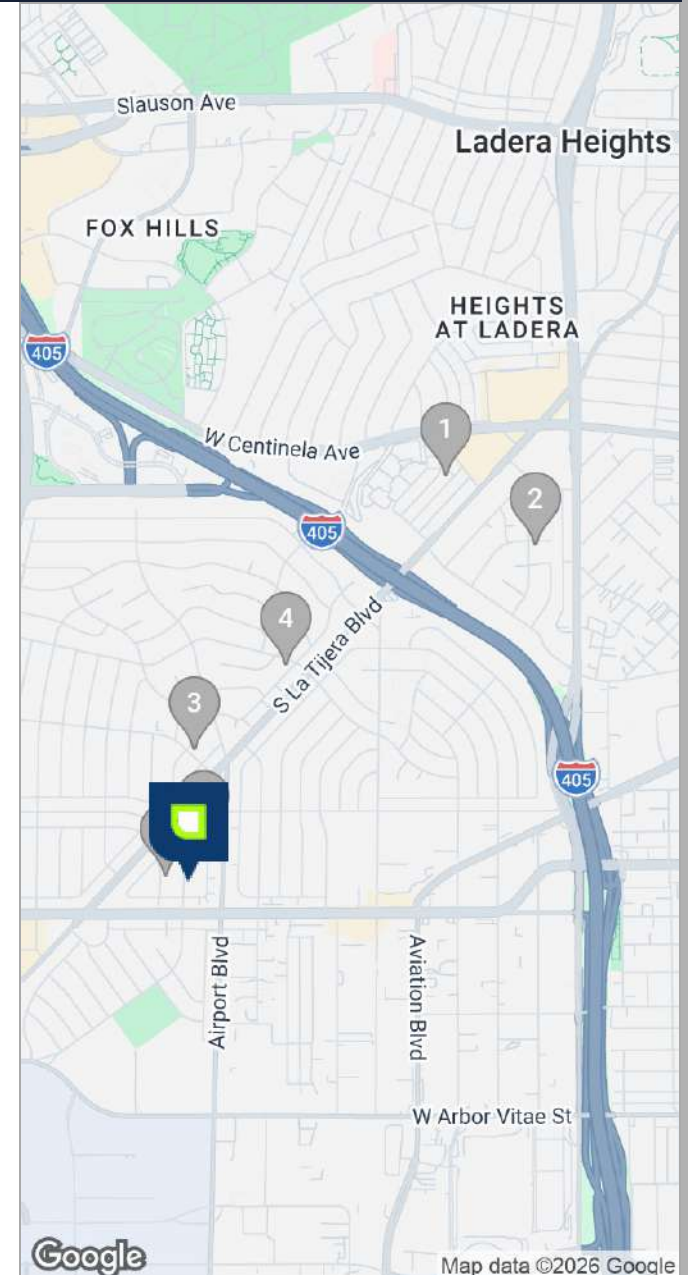 Slauson Ave
Ladera Heights
FOX HILLS
HEIGHTS
AT LADERA
405
1
W Centinela Ave
2
405
4
S La Tijera Blvd
3
405
Airport Blvd
Aviation Blvd
W Arbor Vitae St
Google
Map data ©2026 Google